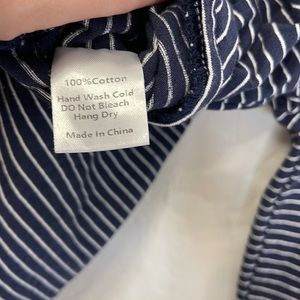 100%Cotton
Hand Wash Cold
DO Not Bleach
Hang Dry
Made In China